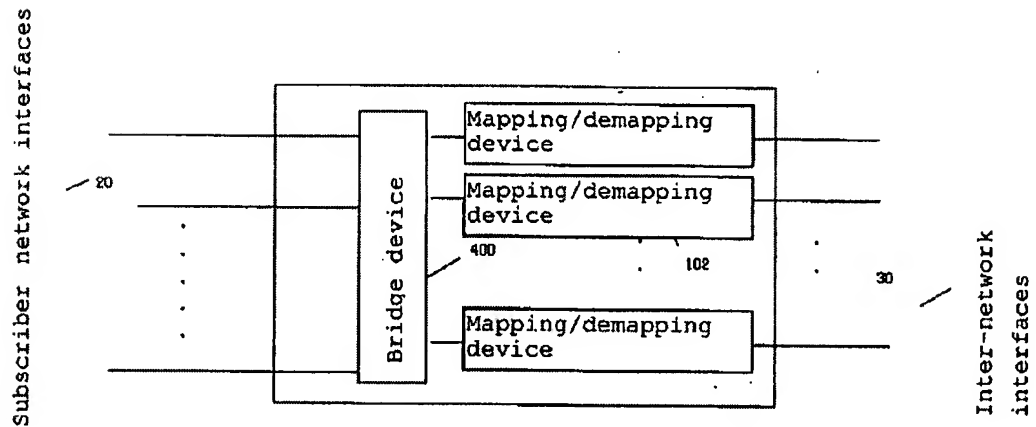 Subscriber network interfaces
20
Bridge device
400
Mapping/demapping
device
Mapping/demapping
device
102
Mapping/demapping
device
30
Inter-network
interfaces